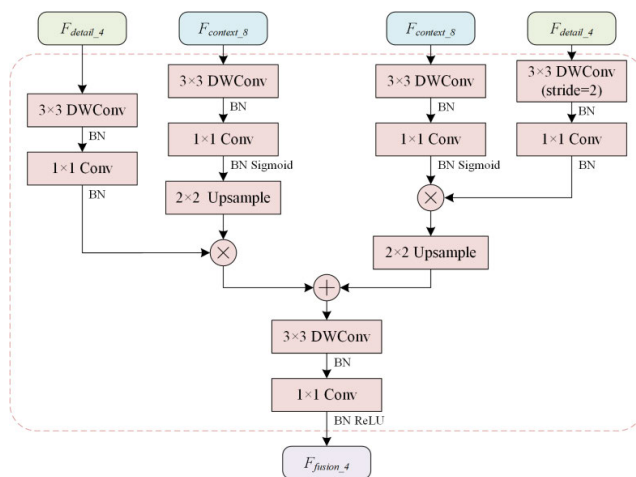 F_detail_4 F_context_8 F_context_8 F_detail_4
3×3 DWConv
BN
1×1 Conv
BN
3×3 DWConv
BN
1×1 Conv
BN Sigmoid
2×2 Upsample
×
3×3 DWConv
BN
1×1 Conv
BN Sigmoid
×
2×2 Upsample
3×3 DWConv
(stride=2)
BN
1×1 Conv
BN
+
3×3 DWConv
BN
1×1 Conv
BN ReLU
F_fusion_4